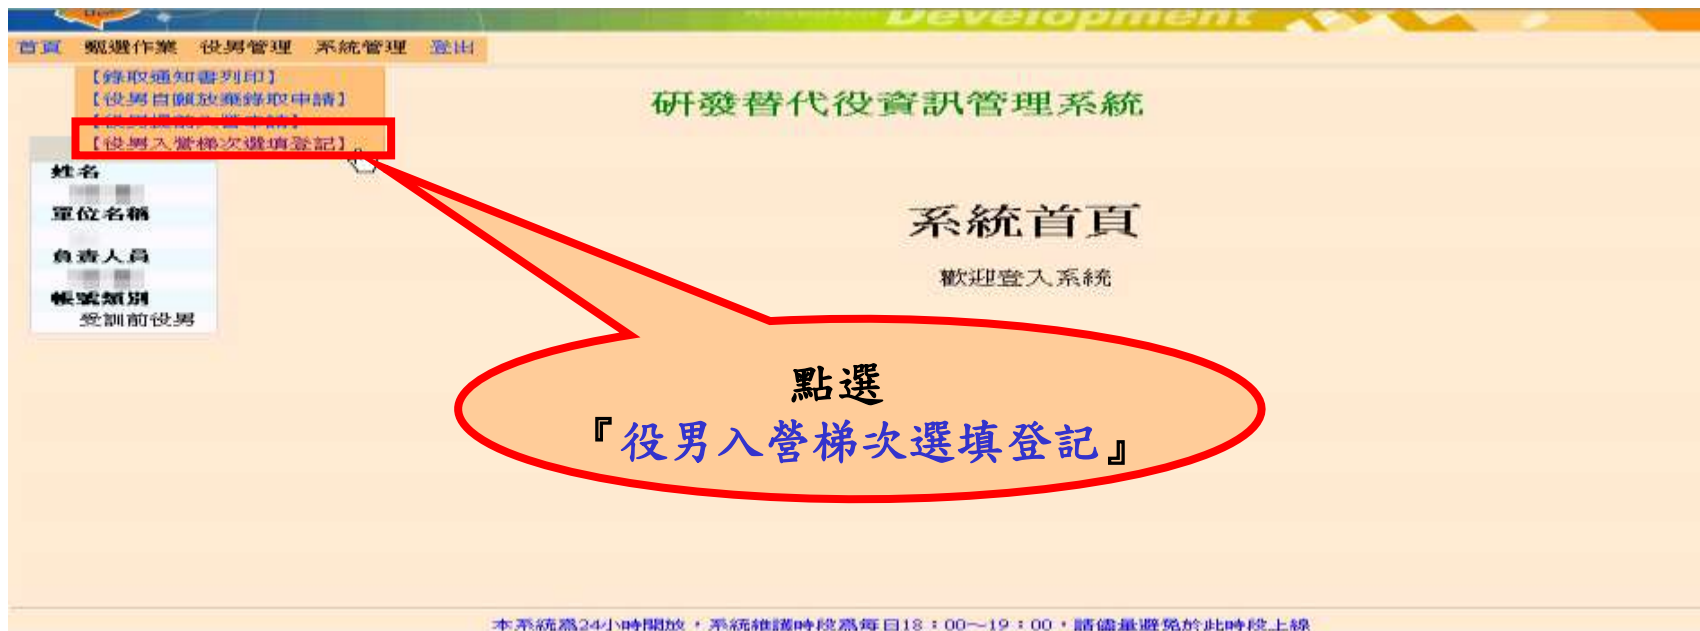 Development
首頁 甄選作業 役男管理 系統管理 登出
【錄取通知書列印】
【役男自願放棄錄取申請】
【役男入營梯次選填登記】
研發替代役資訊管理系統
姓名
單位名稱
負責人員
帳號類別
受訓前役男
系統首頁
歡迎登入系統
點選
『役男入營梯次選填登記』
本系統為24小時開放，系統維護時段為每日18：00～19：00，請儘量避免於此時段上線